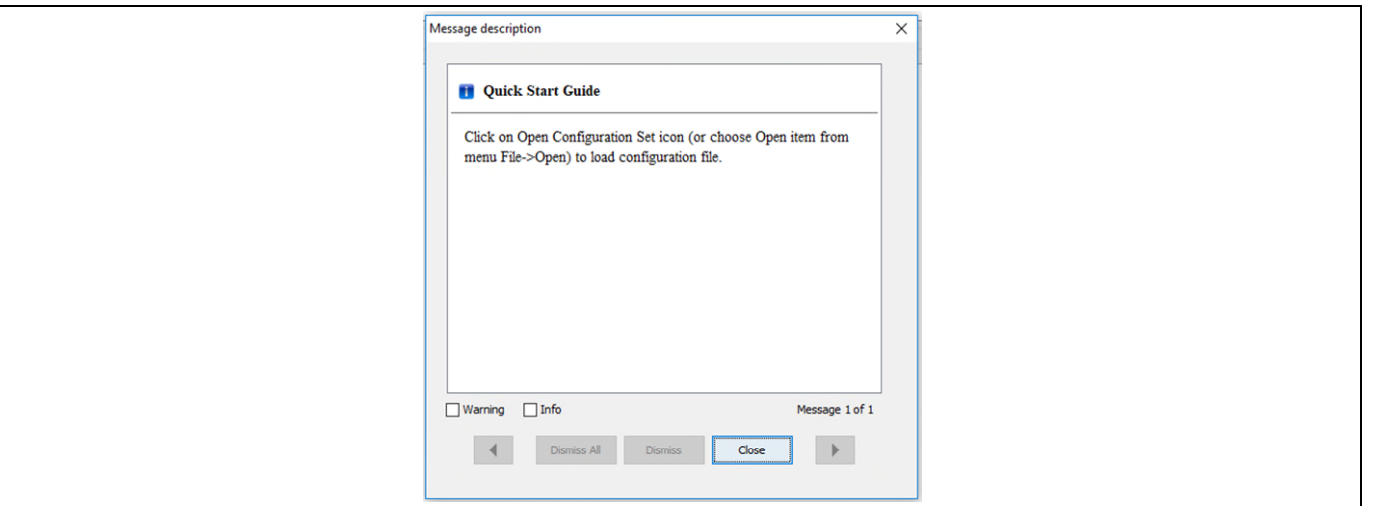 Message description
Quick Start Guide
Click on Open Configuration Set icon (or choose Open item from
menu File->Open) to load configuration file.
Warning Info Message 1 of 1
Dismiss All Dismiss Close